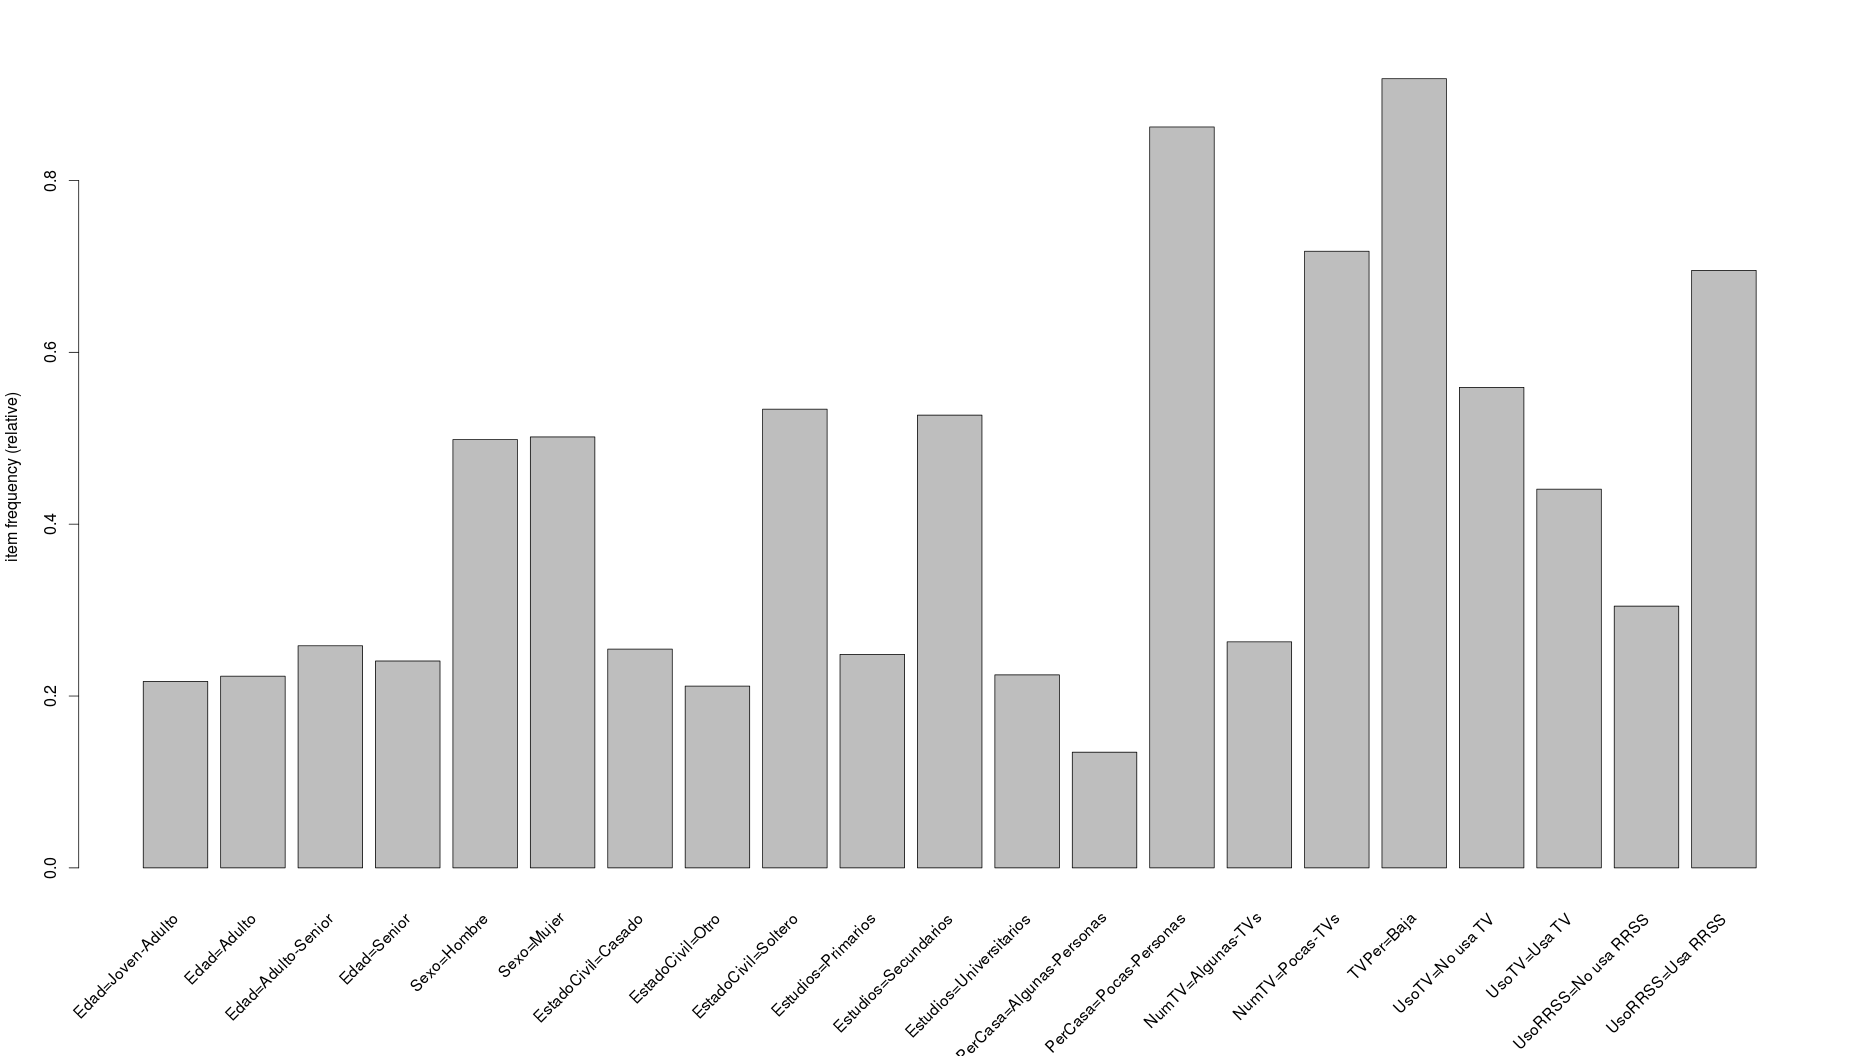 item frequency (relative)
0.0
0.2
0.4
0.6
0.8
Edad=Joven-Adulto
Edad=Adulto
Edad=Adulto-Senior
Edad=Senior
Sexo=Hombre
Sexo=Mujer
EstadoCivil=Casado
EstadoCivil=Otro
EstadoCivil=Soltero
Estudios=Primarios
Estudios=Secundarios
Estudios=Universitarios
PerCasa=Algunas-Personas
PerCasa=Pocas-Personas
NumTV=Algunas-TVs
NumTV=Pocas-TVs
TVPer=Baja
UsoTV=No usa TV
UsoTV=Usa TV
UsoRRSS=No usa RRSS
UsoRRSS=Usa RRSS